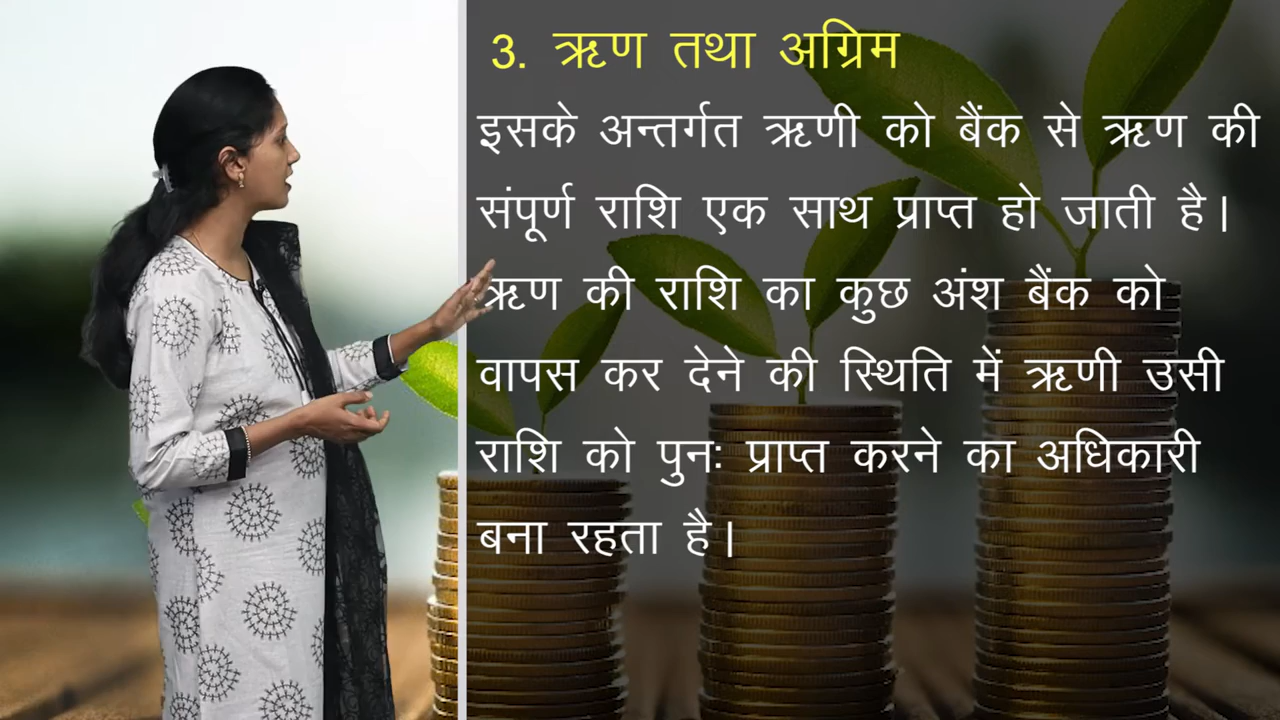 3. ऋण तथा अग्रिम
इसके अन्तर्गत ऋणी को बैंक से ऋण की
संपूर्ण राशि एक साथ प्राप्त हो जाती है।
ऋण की राशि का कुछ अंश बैंक को
वापस कर देने की स्थिति में ऋणी उसी
राशि को पुनः प्राप्त करने का अधिकारी
बना रहता है।